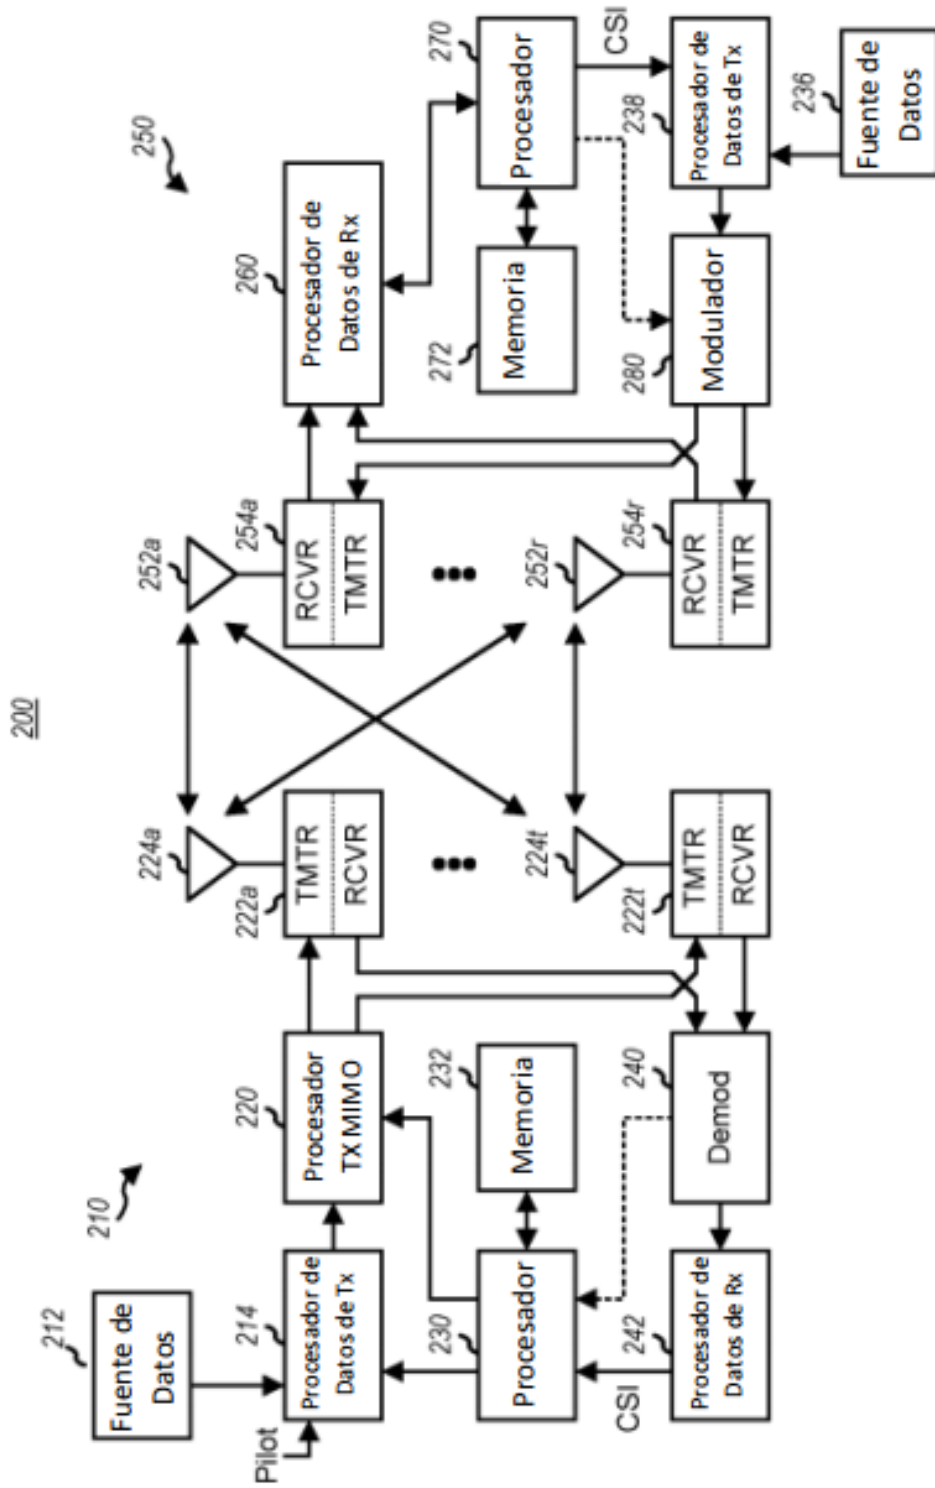 200
210
250
212
Fuente de
Datos
Pilot
214
Procesador de
Datos de Tx
220
Procesador
TX MIMO
222a
TMTR
RCVR
224a
252a
254a
RCVR
TMTR
260
Procesador de
Datos de Rx
230
Procesador
232
Memoria
272
Memoria
270
Procesador
CSI
CSI
242
Procesador de
Datos de Rx
240
Demod
222t
TMTR
RCVR
224t
252r
254r
RCVR
TMTR
280
Modulador
238
Procesador de
Datos de Tx
236
Fuente de
Datos